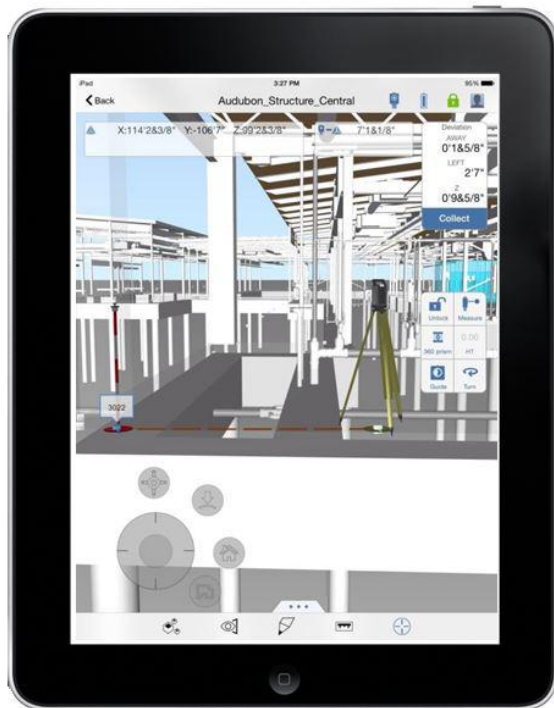 iPad
3:27 PM
95%
Back
Audubon_Structure_Central
X:114'2&3/8" Y:-106'7" Z:99'2&3/8"
7'1&1/8"
Deviation
AWAY
0'1&5/8"
LEFT
2'7"
Z
0'9&5/8"
Collect
Unlock
Measure
360 prism
0.00
HT
Guide
Turn
3022